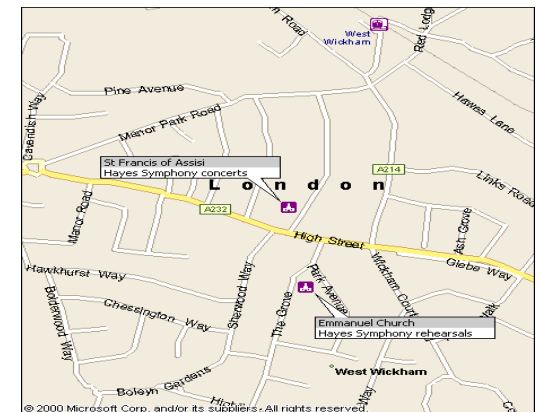 Road
West
Wickham
Red Lodge
Pine Avenue
Hawes Lane
Cavendish Way
Manor Park Road
St Francis of Assisi
Hayes Symphony concerts
London
A214
Links Road
A232
Manor Road
High Street
Ash Grove
Glebe Way
Hawkhurst Way
Sherwood Way
The Grove
Park Avenue
Wickham Court
Walk
Chessington Way
Bolderwood Way
Emmanuel Church
Hayes Symphony rehearsals
West Wickham
Boleyn Gardens
Way
© 2000 Microsoft Corp. and/or its suppliers. All rights reserved.